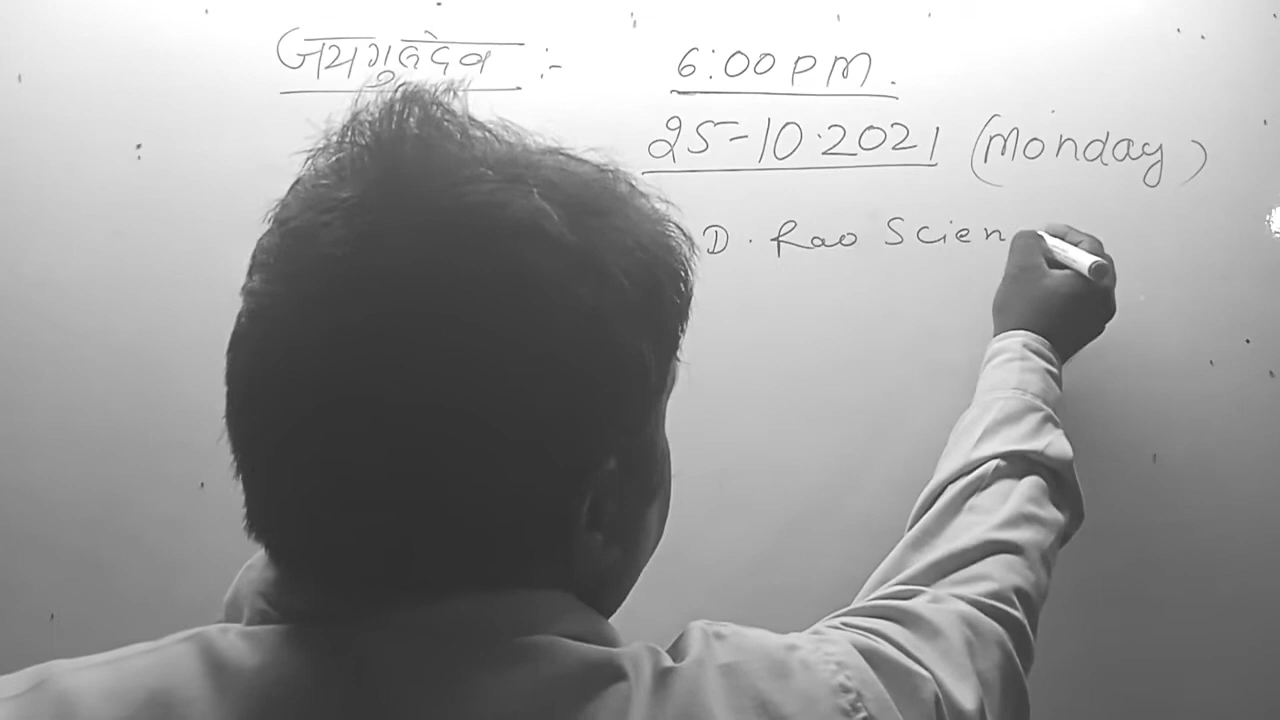 जयगुरुदेव :- 6:00 PM.
25-10.2021 (Monday)
D. Rao Scien